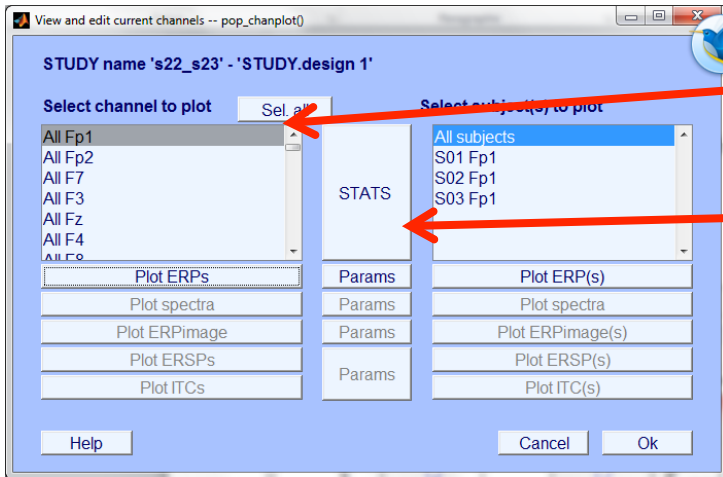 View and edit current channels -- pop_chanplot()
STUDY name 's22_s23' - 'STUDY.design 1'
Select channel to plot
Sel. all
Select subject(s) to plot
All Fp1
All Fp2
All F7
All F3
All Fz
All F4
All F8
STATS
All subjects
S01 Fp1
S02 Fp1
S03 Fp1
Plot ERPs Params Plot ERP(s)
Plot spectra Params Plot spectra
Plot ERPimage Params Plot ERPimage(s)
Plot ERSPs Params Plot ERSP(s)
Plot ITCs Plot ITC(s)
Help Cancel Ok